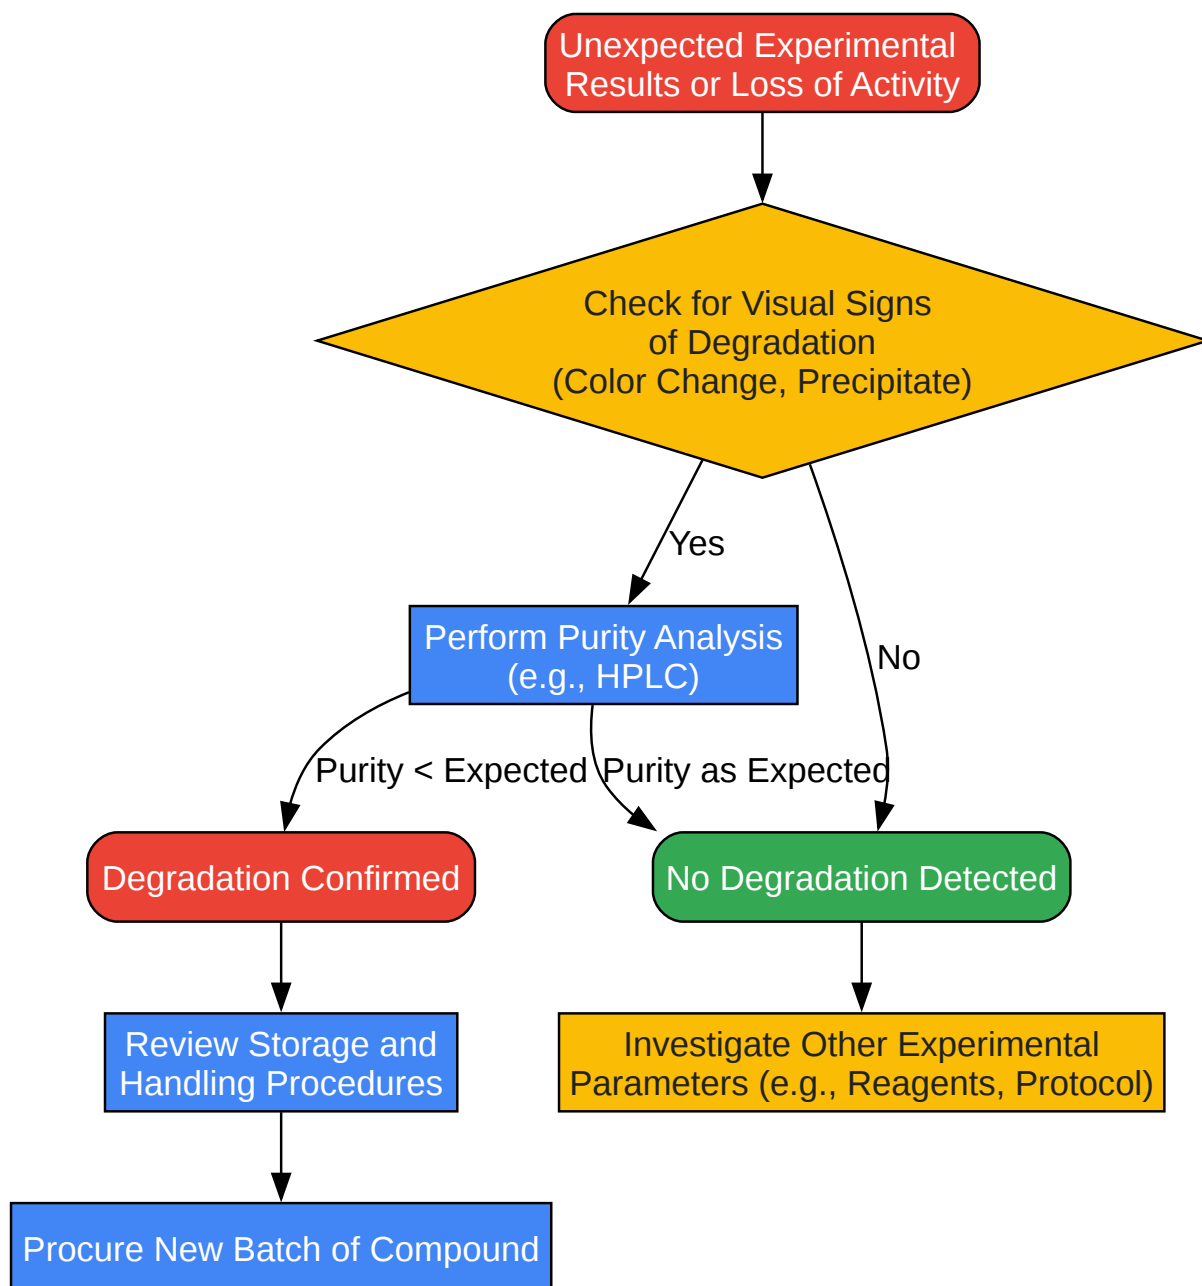 Unexpected Experimental
Results or Loss of Activity
Check for Visual Signs
of Degradation
(Color Change, Precipitate)
Yes
Perform Purity Analysis
(e.g., HPLC)
No
Purity < Expected
Purity as Expected
Degradation Confirmed
No Degradation Detected
Review Storage and
Handling Procedures
Investigate Other Experimental
Parameters (e.g., Reagents, Protocol)
Procure New Batch of Compound